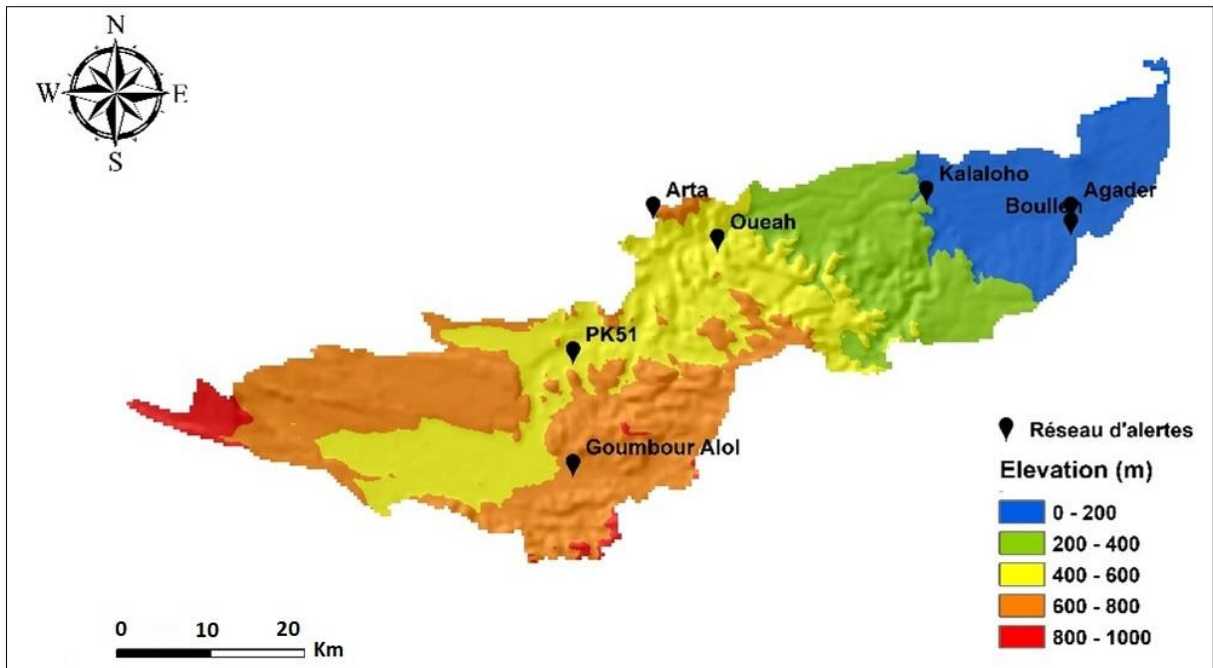 N
W E
S
Kalaloho
Arta
Agader
Boulleh
Oueah
PK51
Goumbour Alol
Réseau d'alertes
Elevation (m)
0 - 200
200 - 400
400 - 600
600 - 800
800 - 1000
0 10 20
Km